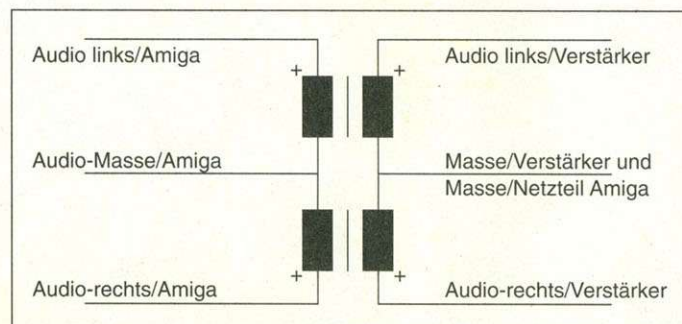 Audio links/Amiga
+
+
Audio links/Verstärker
Audio-Masse/Amiga
Masse/Verstärker und
Masse/Netzteil Amiga
+
+
Audio-rechts/Amiga
Audio-rechts/Verstärker